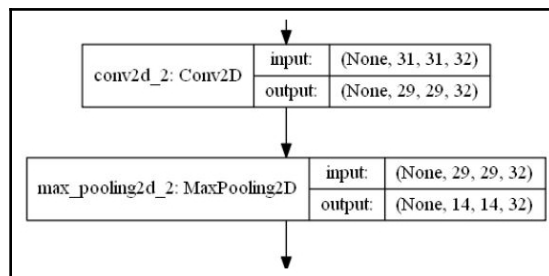 conv2d_2: Conv2D
input: (None, 31, 31, 32)
output: (None, 29, 29, 32)
max_pooling2d_2: MaxPooling2D
input: (None, 29, 29, 32)
output: (None, 14, 14, 32)